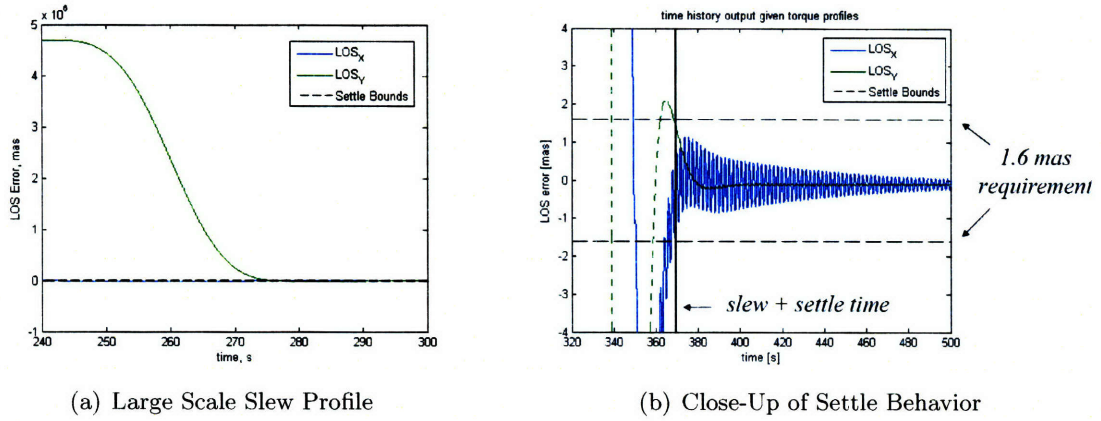 x 10^6
5
4
3
2
1
0
-1
LOS Error, mas
240 250 260 270 280 290 300
time, s
LOS_X
LOS_Y
Settle Bounds
(a) Large Scale Slew Profile
time history output given torque profiles
4
3
2
1
0
-1
-2
-3
-4
LOS error [mas]
320 340 360 380 400 420 440 460 480 500
time [s]
LOS_X
LOS_Y
Settle Bounds
1.6 mas
requirement
slew + settle time
(b) Close-Up of Settle Behavior